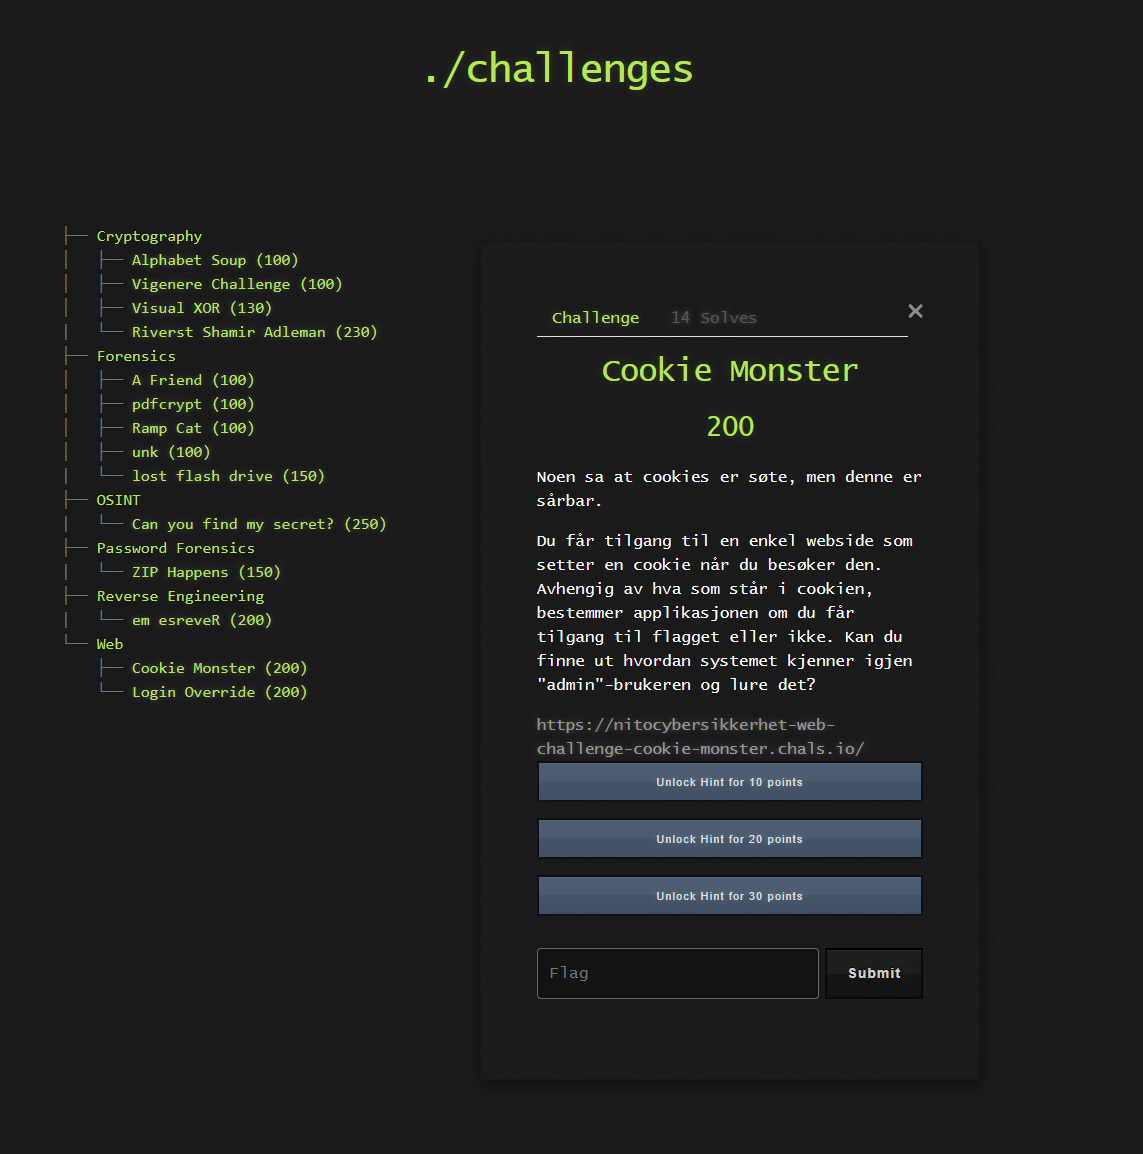 ./challenges
├── Cryptography
│   ├── Alphabet Soup (100)
│   ├── Vigenere Challenge (100)
│   ├── Visual XOR (130)
│   └── Riverst Shamir Adleman (230)
├── Forensics
│   ├── A Friend (100)
│   ├── pdfcrypt (100)
│   ├── Ramp Cat (100)
│   ├── unk (100)
│   └── lost flash drive (150)
├── OSINT
│   └── Can you find my secret? (250)
├── Password Forensics
│   └── ZIP Happens (150)
├── Reverse Engineering
│   └── em esreveR (200)
└── Web
    ├── Cookie Monster (200)
    └── Login Override (200)
Challenge 14 Solves ×
Cookie Monster
200
Noen sa at cookies er søte, men denne er
sårbar.
Du får tilgang til en enkel webside som
setter en cookie når du besøker den.
Avhengig av hva som står i cookien,
bestemmer applikasjonen om du får
tilgang til flagget eller ikke. Kan du
finne ut hvordan systemet kjenner igjen
"admin"-brukeren og lure det?
https://nitocybersikkerhet-web-
challenge-cookie-monster.chals.io/
Unlock Hint for 10 points
Unlock Hint for 20 points
Unlock Hint for 30 points
Flag Submit